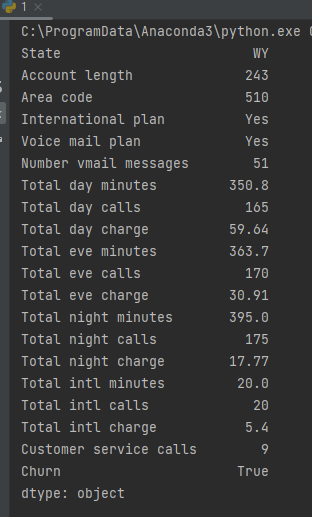 1
C:\ProgramData\Anaconda3\python.exe
State WY
Account length 243
Area code 510
International plan Yes
Voice mail plan Yes
Number vmail messages 51
Total day minutes 350.8
Total day calls 165
Total day charge 59.64
Total eve minutes 363.7
Total eve calls 170
Total eve charge 30.91
Total night minutes 395.0
Total night calls 175
Total night charge 17.77
Total intl minutes 20.0
Total intl calls 20
Total intl charge 5.4
Customer service calls 9
Churn True
dtype: object